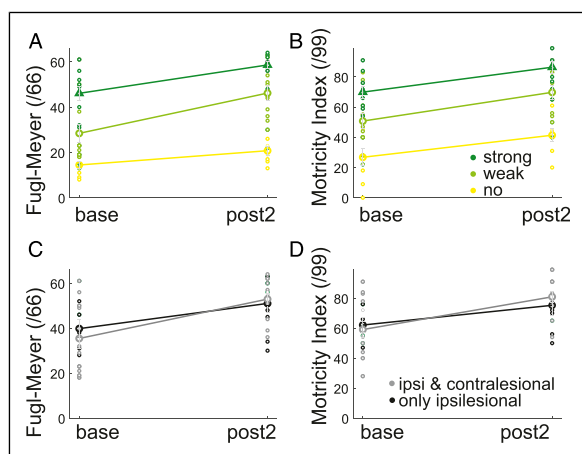 A
Fugl-Meyer (/66)
60
40
20
0
base
post2
B
Motricity Index (/99)
80
60
40
20
0
strong
weak
no
base
post2
C
Fugl-Meyer (/66)
60
40
20
0
base
post2
D
Motricity Index (/99)
80
60
40
20
0
ipsi & contralesional
only ipsilesional
base
post2